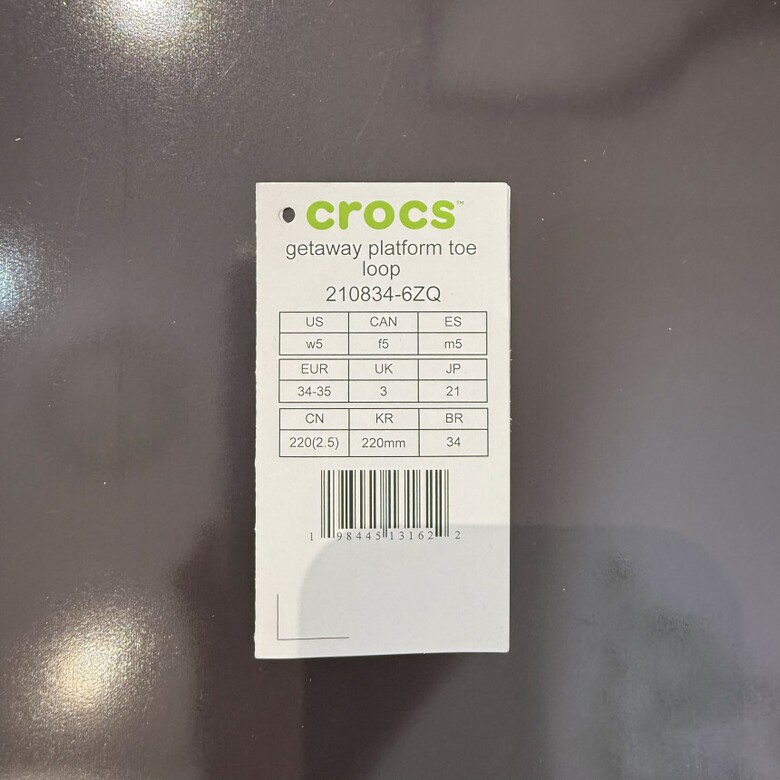 crocs™
getaway platform toe
loop
210834-6ZQ
US CAN ES
w5 f5 m5
EUR UK JP
34-35 3 21
CN KR BR
220(2.5) 220mm 34
1 98445 13162 2